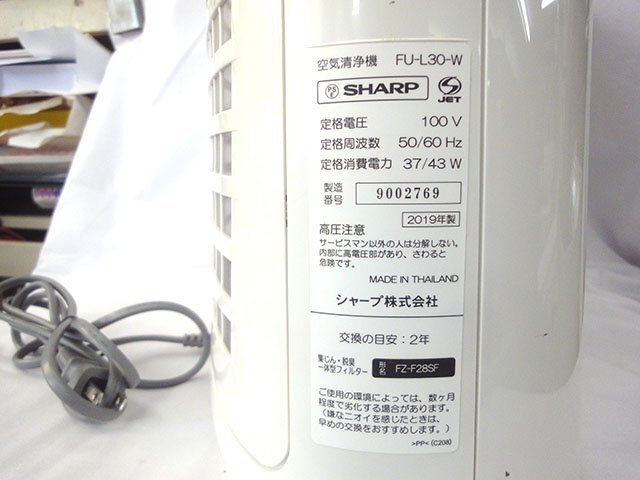 空気清浄機 FU-L30-W
PSE SHARP JET
定格電圧 100 V
定格周波数 50/60 Hz
定格消費電力 37/43 W
製造番号 9002769
2019年製
高圧注意
サービスマン以外の人は分解しない。
内部に高電圧部があり、さわると
危険です。
MADE IN THAILAND
シャープ株式会社
交換の目安：2年
集じん・脱臭
一体型フィルター 形名 FZ-F28SF
ご使用の環境によっては、数ヶ月
程度で劣化する場合があります。
(嫌なニオイを感じたときは、
早めの交換をおすすめします。)
>PP< (C208)